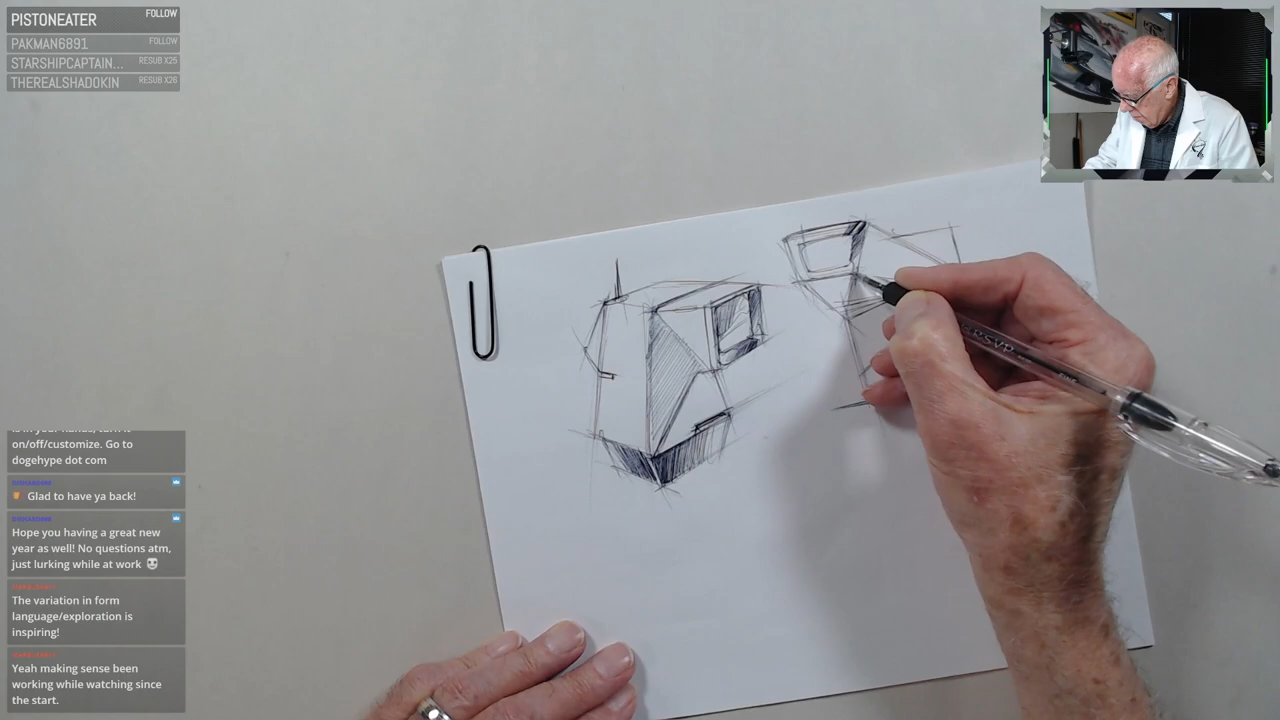 PISTONEATER FOLLOW
PAKMAN6891 FOLLOW
STARSHIPCAPTAIN... RESUB X25
THEREALSHADOKIN RESUB X26
on/off/customize. Go to
dogehype dot com
Glad to have ya back!
Hope you having a great new
year as well! No questions atm,
just lurking while at work
The variation in form
language/exploration is
inspiring!
Yeah making sense been
working while watching since
the start.
RSVP